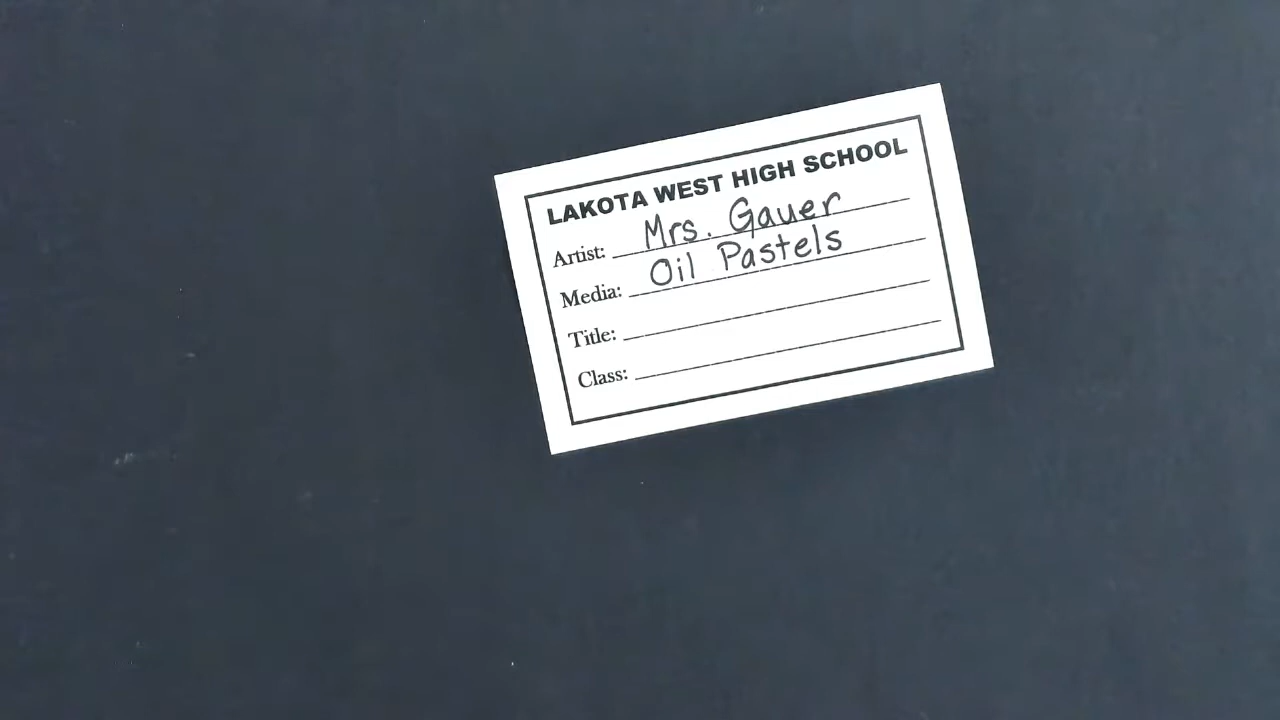 LAKOTA WEST HIGH SCHOOL
Artist: Mrs. Gauer
Media: Oil Pastels
Title:
Class: